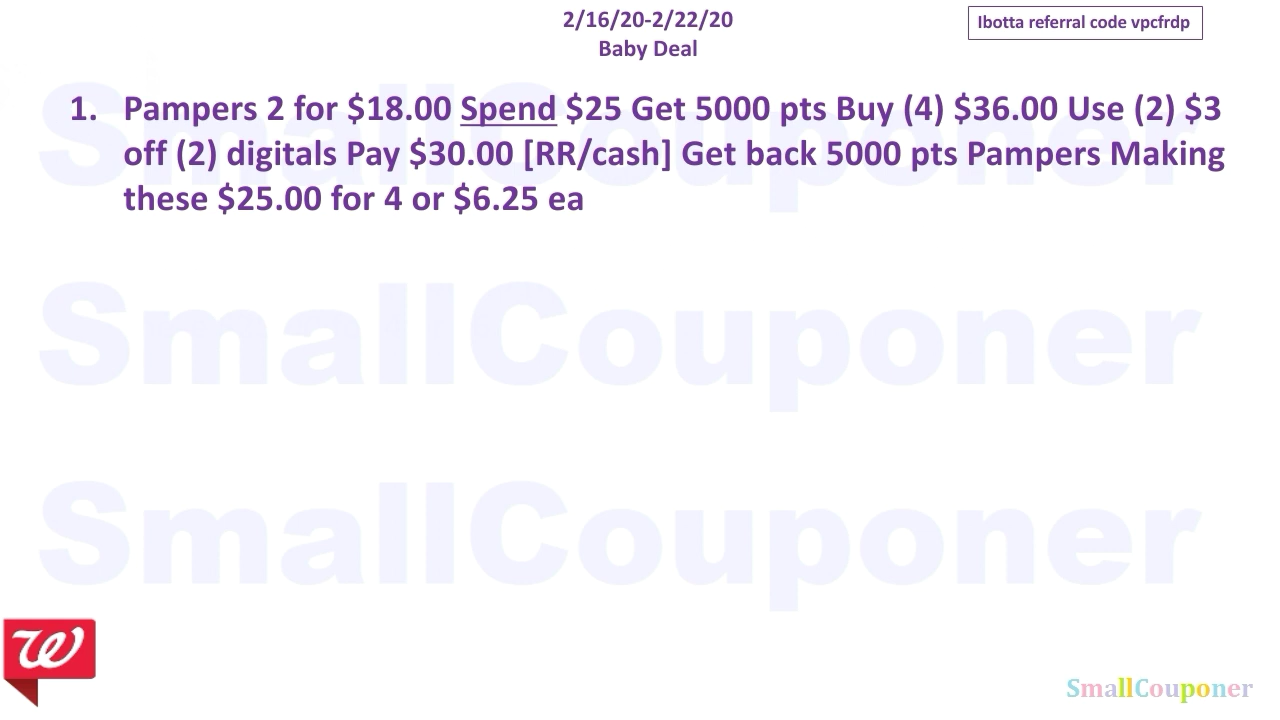 2/16/20-2/22/20
Baby Deal
Ibotta referral code vpcfrdp
1. Pampers 2 for $18.00 Spend $25 Get 5000 pts Buy (4) $36.00 Use (2) $3
off (2) digitals Pay $30.00 [RR/cash] Get back 5000 pts Pampers Making
these $25.00 for 4 or $6.25 ea
SmallCouponer
SmallCouponer
SmallCouponer
W
SmallCouponer